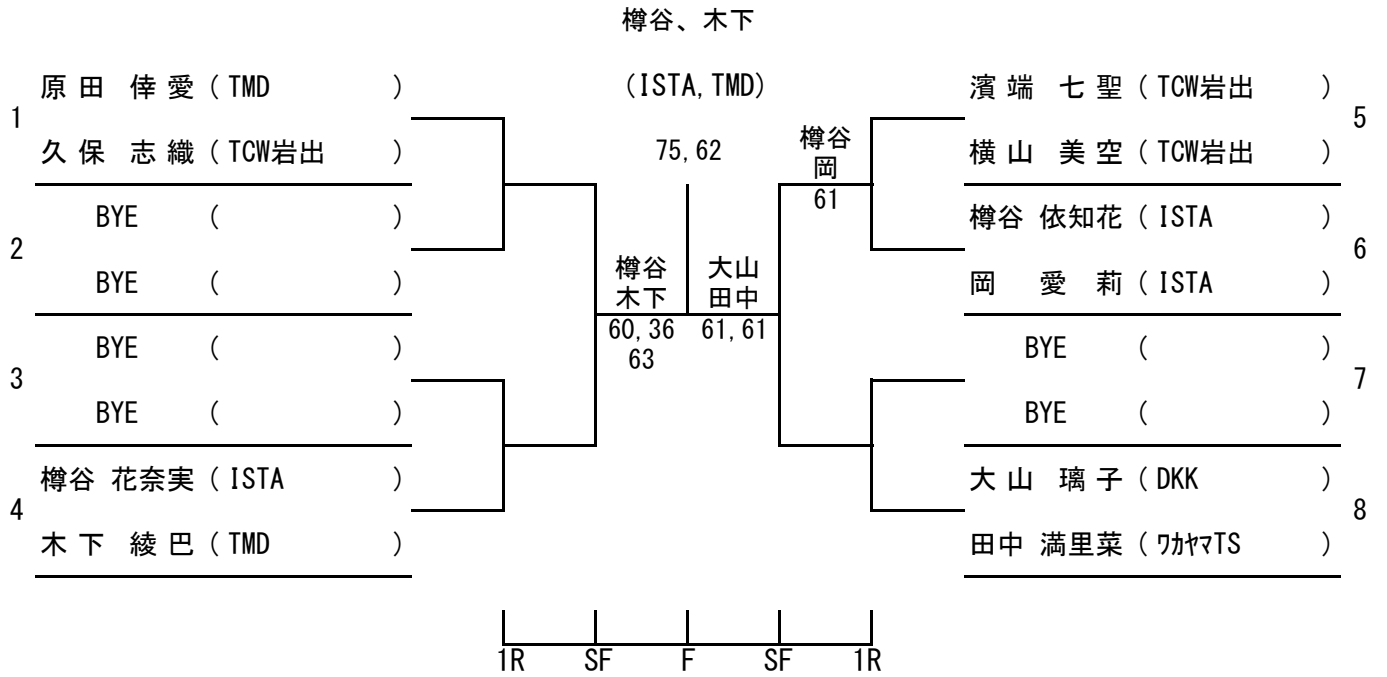 樽谷、木下
(ISTA,TMD)
75,62
1
原田 倖愛 ( TMD )
久保 志織 ( TCW岩出 )
2
BYE ( )
BYE ( )
3
BYE ( )
BYE ( )
4
樽谷 花奈実 ( ISTA )
木下 綾巴 ( TMD )
樽谷
木下
60,36
63
大山
田中
61,61
樽谷
岡
61
濱端 七聖 ( TCW岩出 )
横山 美空 ( TCW岩出 )
5
樽谷 依知花 ( ISTA )
岡 愛莉 ( ISTA )
6
BYE ( )
BYE ( )
7
大山 璃子 ( DKK )
田中 満里菜 ( ﾜｶﾔﾏTS )
8
1R SF F SF 1R